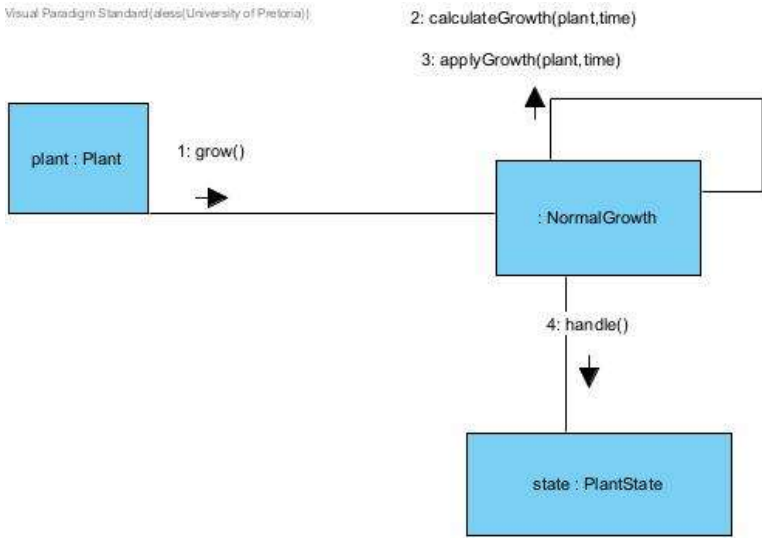 Visual Paradigm Standard(aless(University of Pretoria))
2: calculateGrowth(plant,time)
3: applyGrowth(plant,time)
plant : Plant
1: grow()
: NormalGrowth
4: handle()
state : PlantState